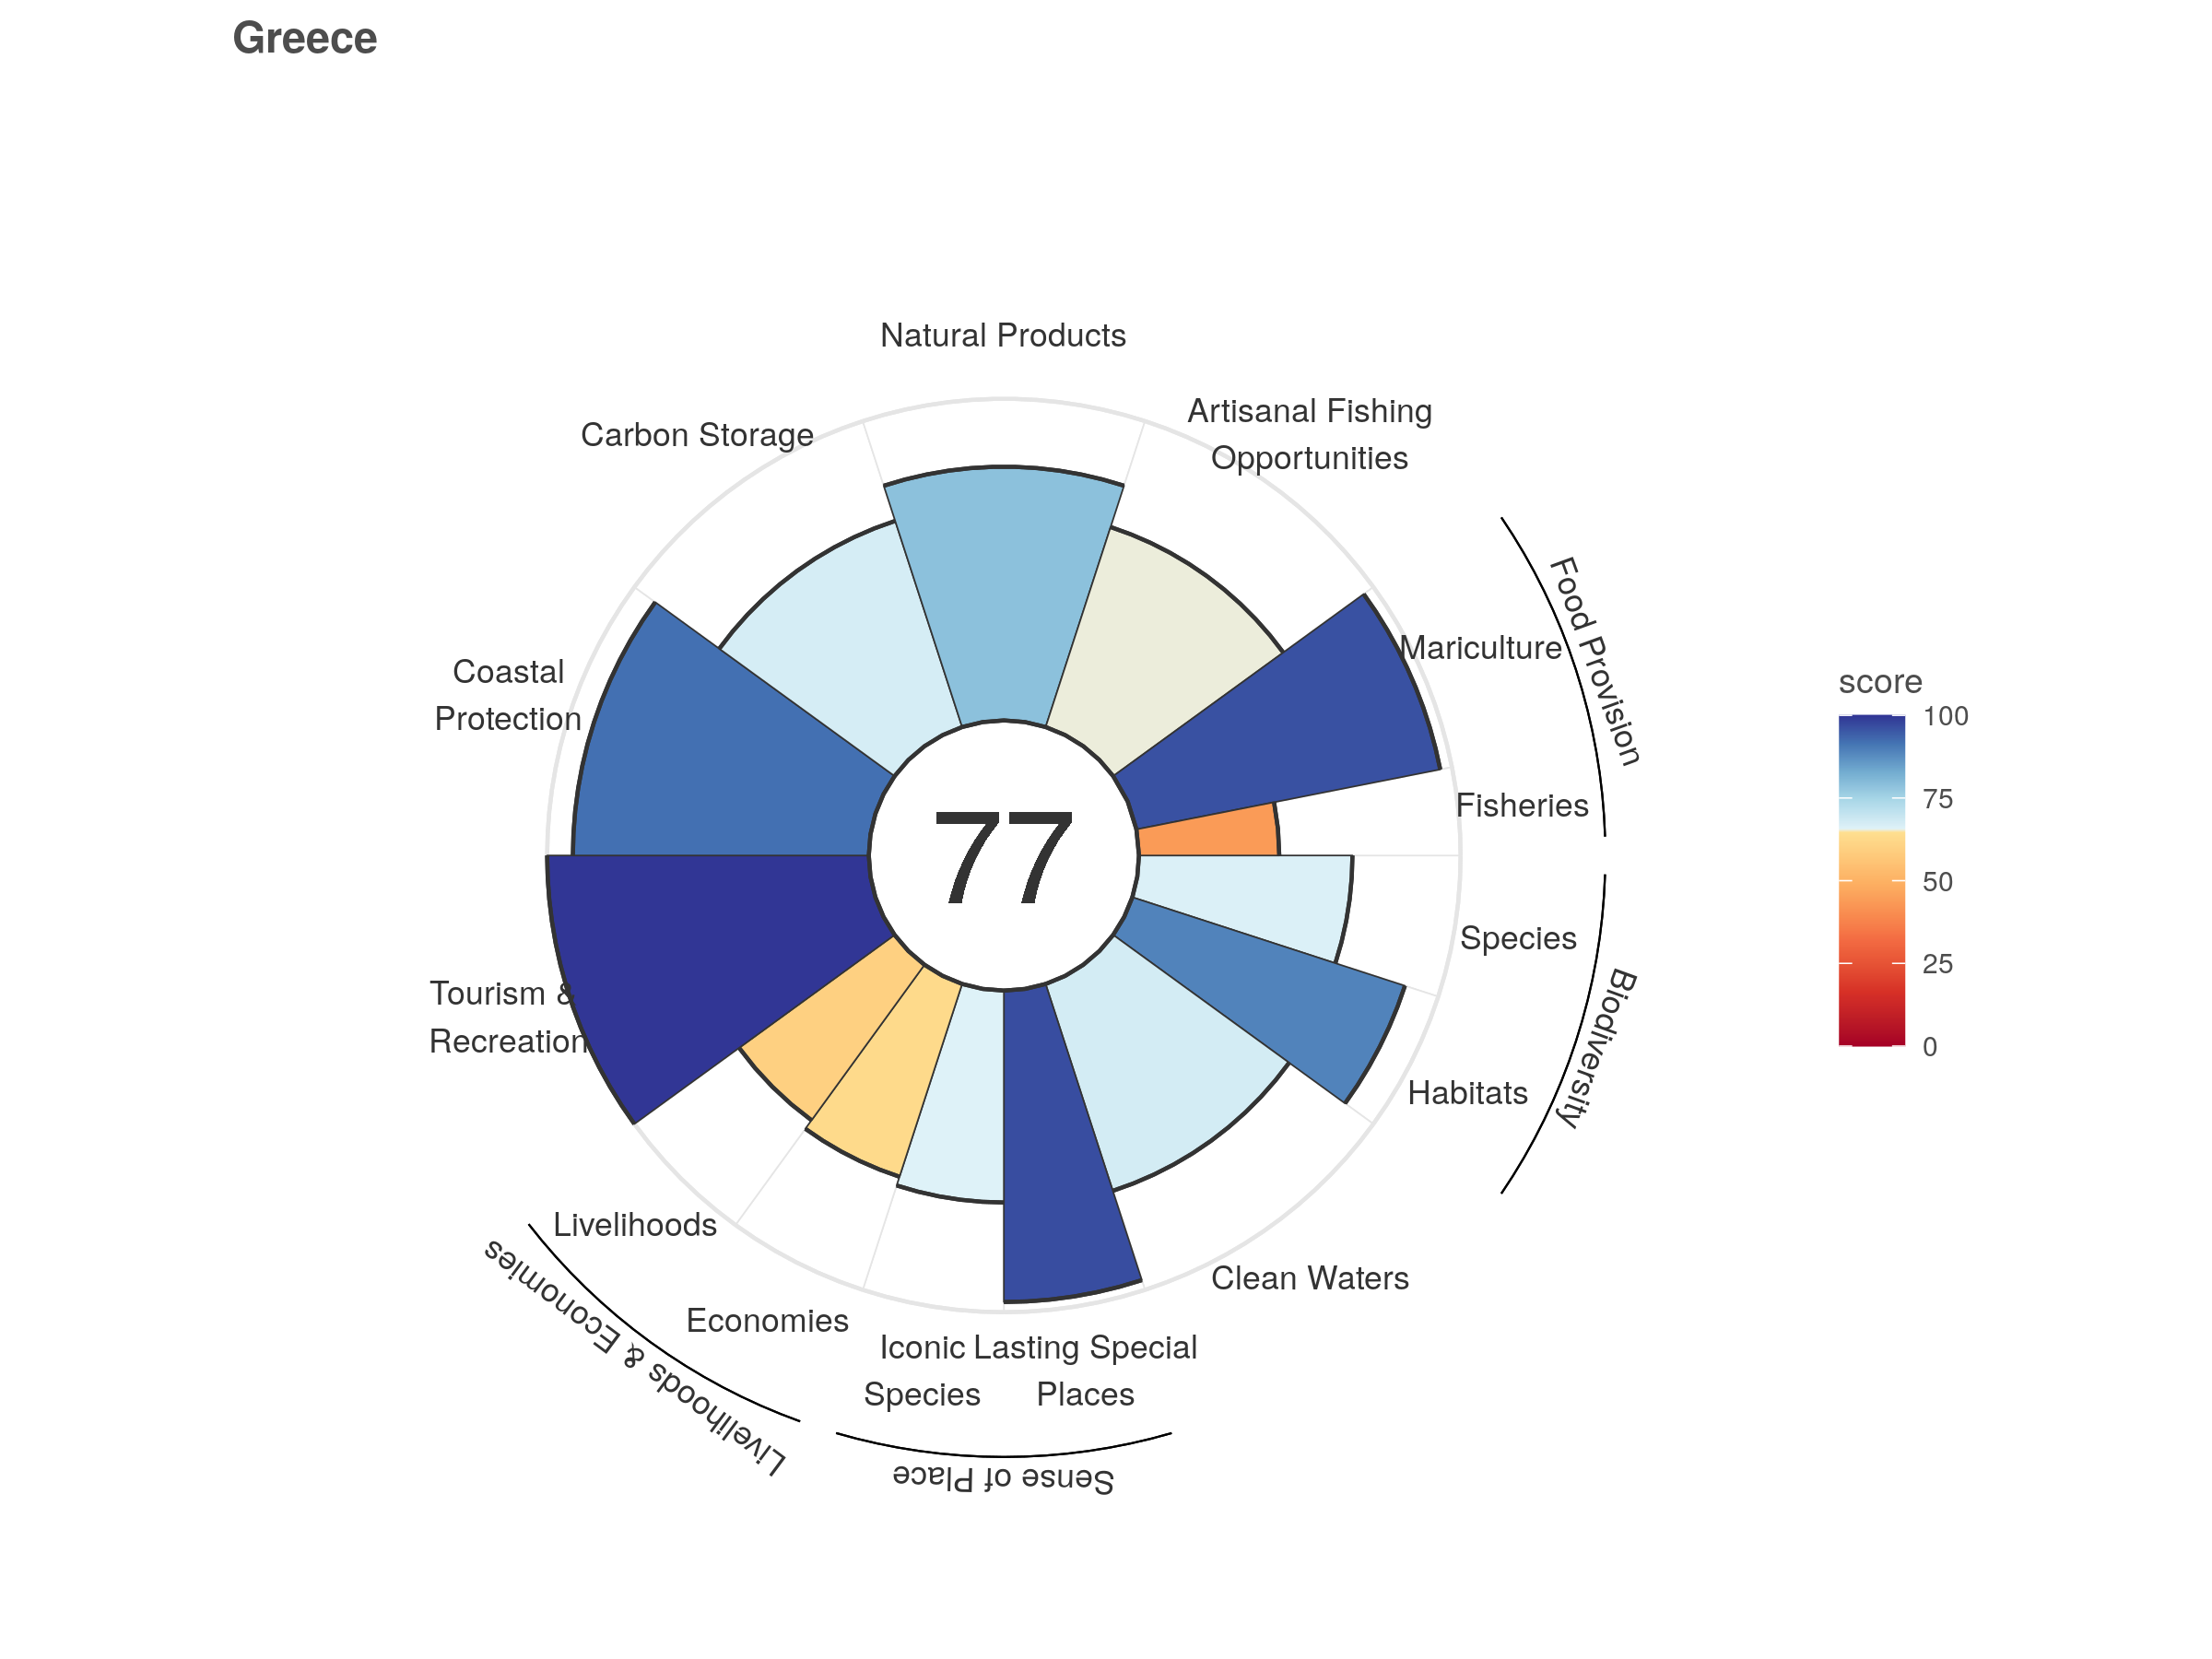 Greece
Natural Products
Artisanal Fishing
Opportunities
Carbon Storage
Food Provision
Mariculture
Coastal
Protection
Fisheries
77
Species
Biodiversity
Tourism &
Recreation
Habitats
Livelihoods
Livelihoods & Economies
Clean Waters
Economies
Iconic
Species
Lasting Special
Places
Sense of Place
score
100
75
50
25
0